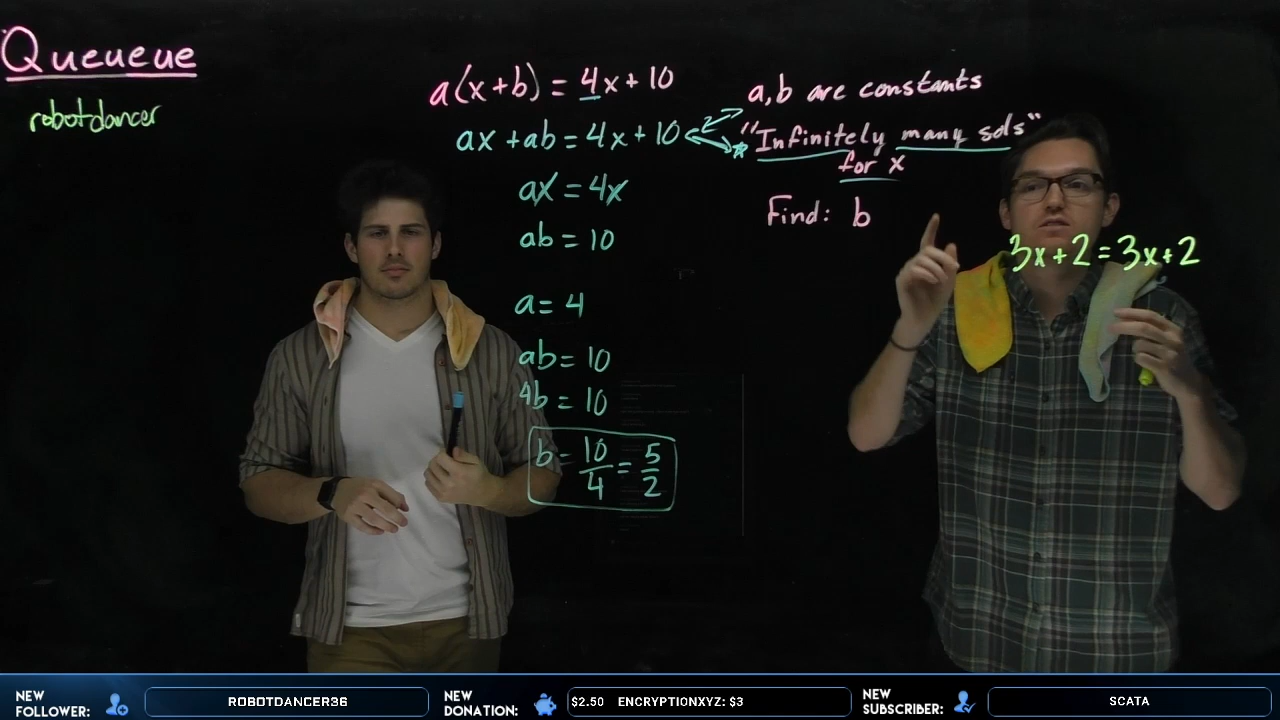 Queueue
robotdancer
a(x+b) = 4x+10
ax +ab = 4x+10
ax = 4x
ab = 10
a = 4
ab = 10
4b = 10
b = 10/4 = 5/2
a,b are constants
"Infinitely many sols"
for x
Find: b
3x+2 = 3x+2
NEW FOLLOWER: ROBOTDANCER36
NEW DONATION: $2.50 ENCRYPTIONXYZ: $3
NEW SUBSCRIBER: SCATA